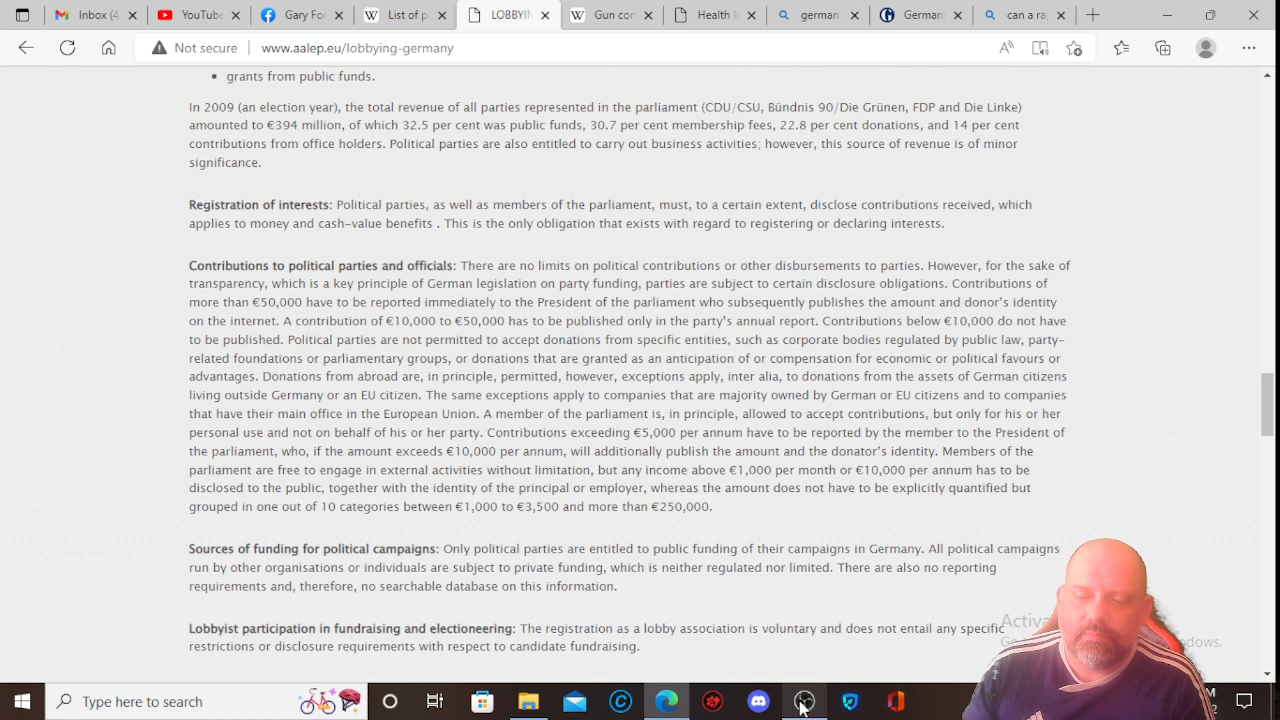 Inbox (4
YouTube
Gary Fo
List of p
LOBBYIN
Gun con
Health I
german
German
can a ra
Not secure
www.aalep.eu/lobbying-germany
• grants from public funds.
In 2009 (an election year), the total revenue of all parties represented in the parliament (CDU/CSU, Bündnis 90/Die Grünen, FDP and Die Linke)
amounted to €394 million, of which 32.5 per cent was public funds, 30.7 per cent membership fees, 22.8 per cent donations, and 14 per cent
contributions from office holders. Political parties are also entitled to carry out business activities; however, this source of revenue is of minor
significance.
Registration of interests: Political parties, as well as members of the parliament, must, to a certain extent, disclose contributions received, which
applies to money and cash-value benefits . This is the only obligation that exists with regard to registering or declaring interests.
Contributions to political parties and officials: There are no limits on political contributions or other disbursements to parties. However, for the sake of
transparency, which is a key principle of German legislation on party funding, parties are subject to certain disclosure obligations. Contributions of
more than €50,000 have to be reported immediately to the President of the parliament who subsequently publishes the amount and donor's identity
on the internet. A contribution of €10,000 to €50,000 has to be published only in the party's annual report. Contributions below €10,000 do not have
to be published. Political parties are not permitted to accept donations from specific entities, such as corporate bodies regulated by public law, party-
related foundations or parliamentary groups, or donations that are granted as an anticipation of or compensation for economic or political favours or
advantages. Donations from abroad are, in principle, permitted, however, exceptions apply, inter alia, to donations from the assets of German citizens
living outside Germany or an EU citizen. The same exceptions apply to companies that are majority owned by German or EU citizens and to companies
that have their main office in the European Union. A member of the parliament is, in principle, allowed to accept contributions, but only for his or her
personal use and not on behalf of his or her party. Contributions exceeding €5,000 per annum have to be reported by the member to the President of
the parliament, who, if the amount exceeds €10,000 per annum, will additionally publish the amount and the donator's identity. Members of the
parliament are free to engage in external activities without limitation, but any income above €1,000 per month or €10,000 per annum has to be
disclosed to the public, together with the identity of the principal or employer, whereas the amount does not have to be explicitly quantified but
grouped in one out of 10 categories between €1,000 to €3,500 and more than €250,000.
Sources of funding for political campaigns: Only political parties are entitled to public funding of their campaigns in Germany. All political campaigns
run by other organisations or individuals are subject to private funding, which is neither regulated nor limited. There are also no reporting
requirements and, therefore, no searchable database on this information.
Lobbyist participation in fundraising and electioneering: The registration as a lobby association is voluntary and does not entail any specific
restrictions or disclosure requirements with respect to candidate fundraising.
Activa
Type here to search